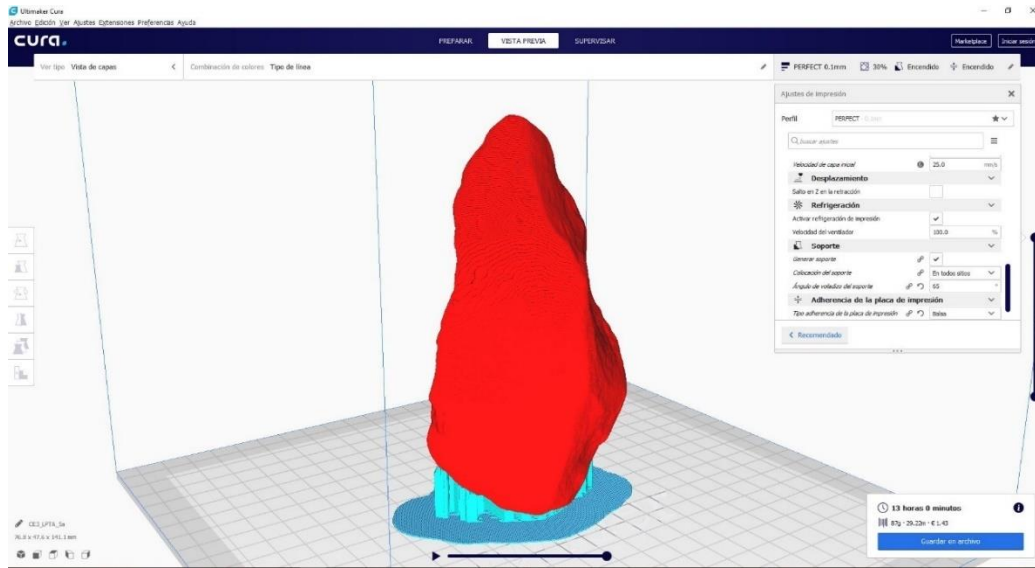 Ultimaker Cura
Archivo Edición Ver Ajustes Extensiones Preferencias Ayuda
cura.
PREPARAR VISTA PREVIA SUPERVISAR
Marketplace Iniciar sesión
Ver tipo Vista de capas
Combinación de colores Tipo de línea
PERFECT 0.1mm 30% Encendido Encendido
Ajustes de impresión
Perfil PERFECT
Buscar ajustes
Velocidad de capa inicial 25.0 mm/s
Desplazamiento
Salto en Z en la retracción
Refrigeración
Activar refrigeración de impresión
Velocidad del ventilador 100.0 %
Soporte
Generar soporte
Colocación del soporte En todos sitios
Ángulo de voladizo del soporte 65 °
Adherencia de la placa de impresión
Tipo adherencia de la placa de impresión Balsa
Recomendado
13 horas 0 minutos
87g · 29.22m · € 1.43
Guardar en archivo